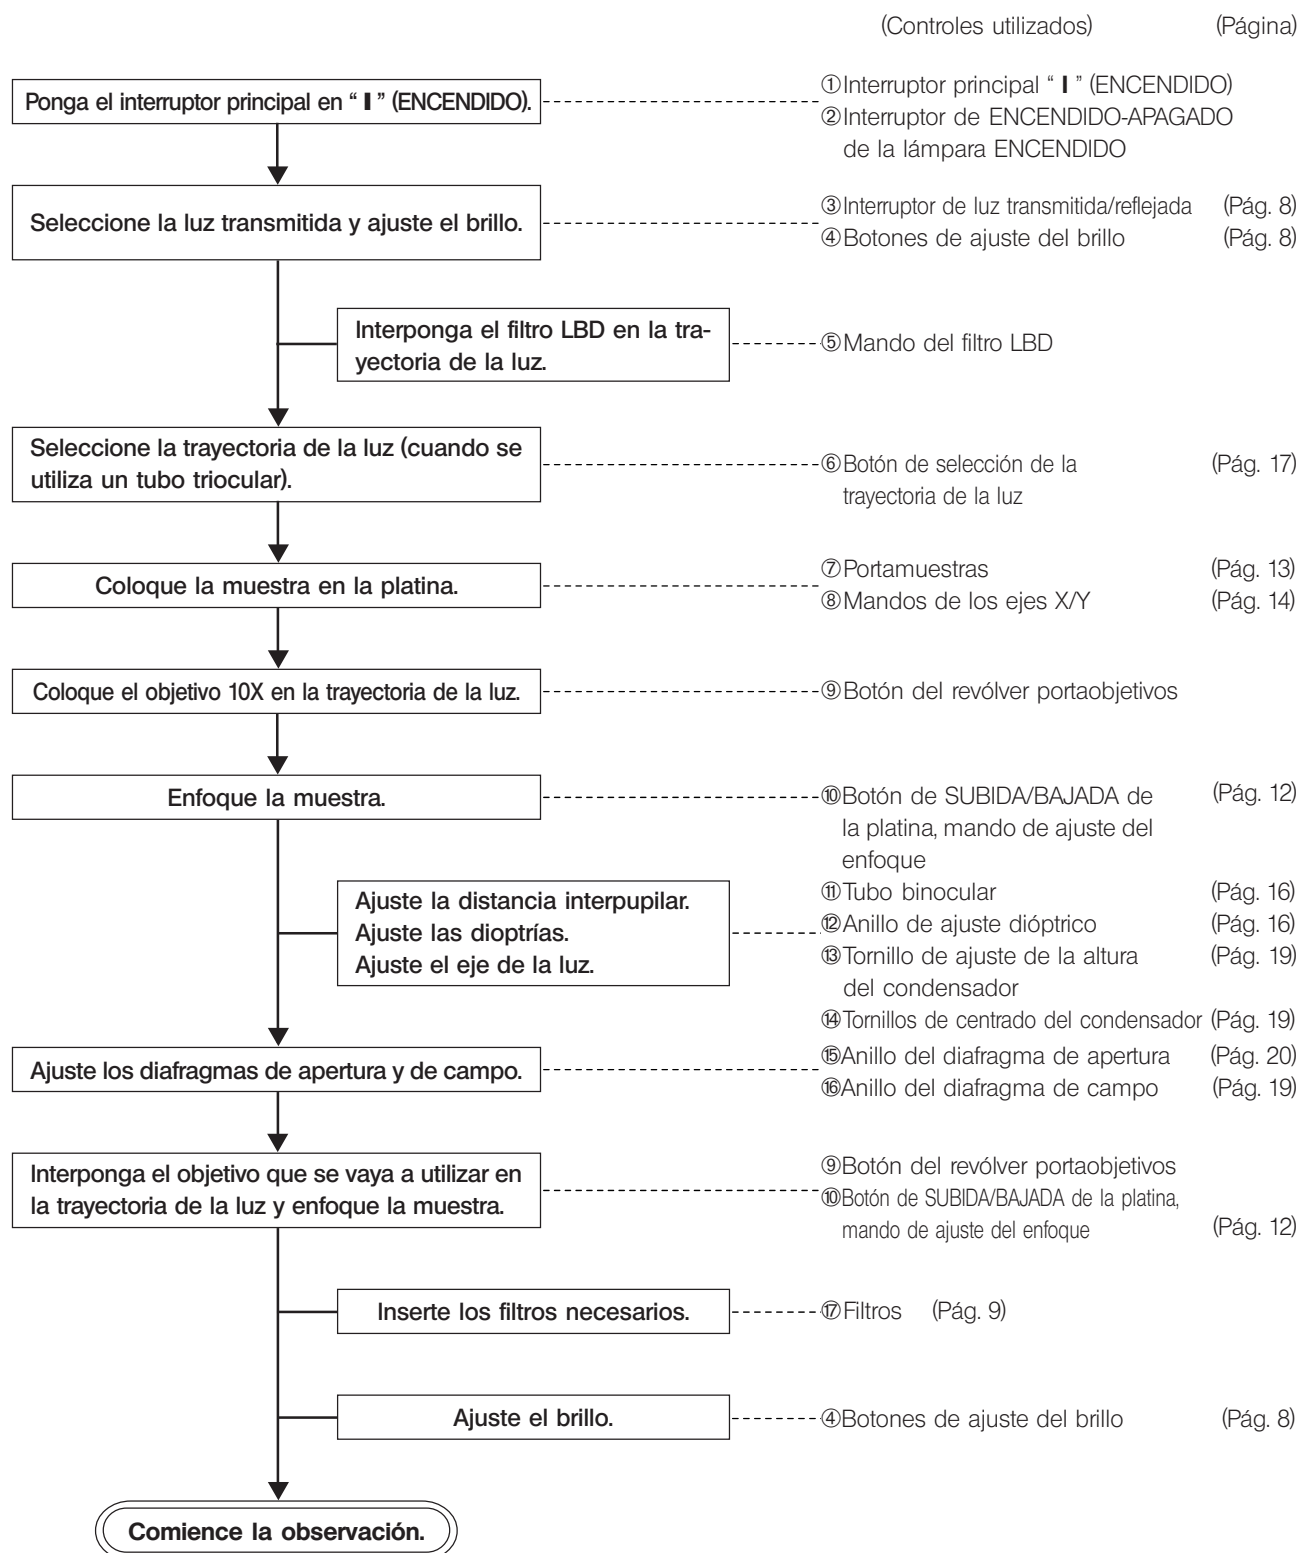 (Controles utilizados) (Página)
Ponga el interruptor principal en “ I ” (ENCENDIDO).
①Interruptor principal “ I ” (ENCENDIDO)
②Interruptor de ENCENDIDO-APAGADO
de la lámpara ENCENDIDO
Seleccione la luz transmitida y ajuste el brillo.
③Interruptor de luz transmitida/reflejada (Pág. 8)
④Botones de ajuste del brillo (Pág. 8)
Interponga el filtro LBD en la tra-
yectoria de la luz.
⑤Mando del filtro LBD
Seleccione la trayectoria de la luz (cuando se
utiliza un tubo triocular).
⑥Botón de selección de la (Pág. 17)
trayectoria de la luz
Coloque la muestra en la platina.
⑦Portamuestras (Pág. 13)
⑧Mandos de los ejes X/Y (Pág. 14)
Coloque el objetivo 10X en la trayectoria de la luz.
⑨Botón del revólver portaobjetivos
Enfoque la muestra.
⑩Botón de SUBIDA/BAJADA de (Pág. 12)
la platina, mando de ajuste del
enfoque
Ajuste la distancia interpupilar.
Ajuste las dioptrías.
Ajuste el eje de la luz.
⑪Tubo binocular (Pág. 16)
⑫Anillo de ajuste dióptrico (Pág. 16)
⑬Tornillo de ajuste de la altura (Pág. 19)
del condensador
⑭Tornillos de centrado del condensador (Pág. 19)
Ajuste los diafragmas de apertura y de campo.
⑮Anillo del diafragma de apertura (Pág. 20)
⑯Anillo del diafragma de campo (Pág. 19)
Interponga el objetivo que se vaya a utilizar en
la trayectoria de la luz y enfoque la muestra.
⑨Botón del revólver portaobjetivos
⑩Botón de SUBIDA/BAJADA de la platina,
mando de ajuste del enfoque (Pág. 12)
Inserte los filtros necesarios.
⑰Filtros (Pág. 9)
Ajuste el brillo.
④Botones de ajuste del brillo (Pág. 8)
Comience la observación.